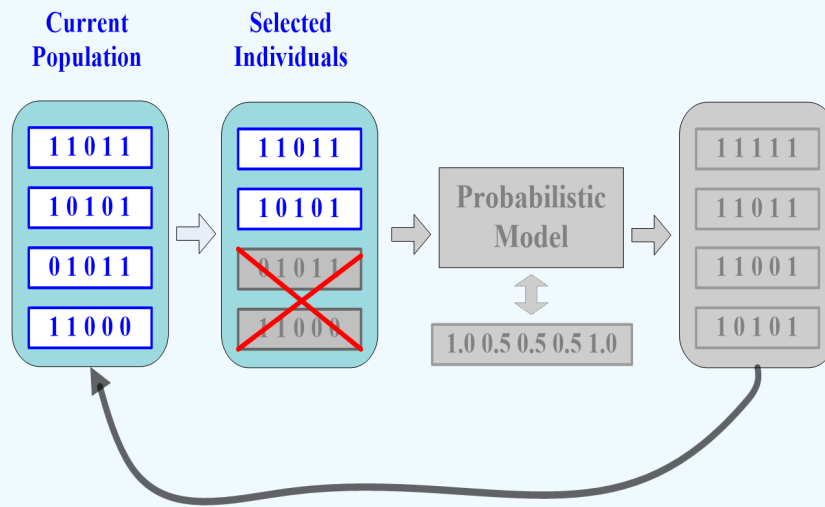 Current
Population
Selected
Individuals
1 1 0 1 1
1 0 1 0 1
0 1 0 1 1
1 1 0 0 0
1 1 0 1 1
1 0 1 0 1
0 1 0 1 1
1 1 0 0 0
Probabilistic
Model
1.0 0.5 0.5 0.5 1.0
1 1 1 1 1
1 1 0 1 1
1 1 0 0 1
1 0 1 0 1